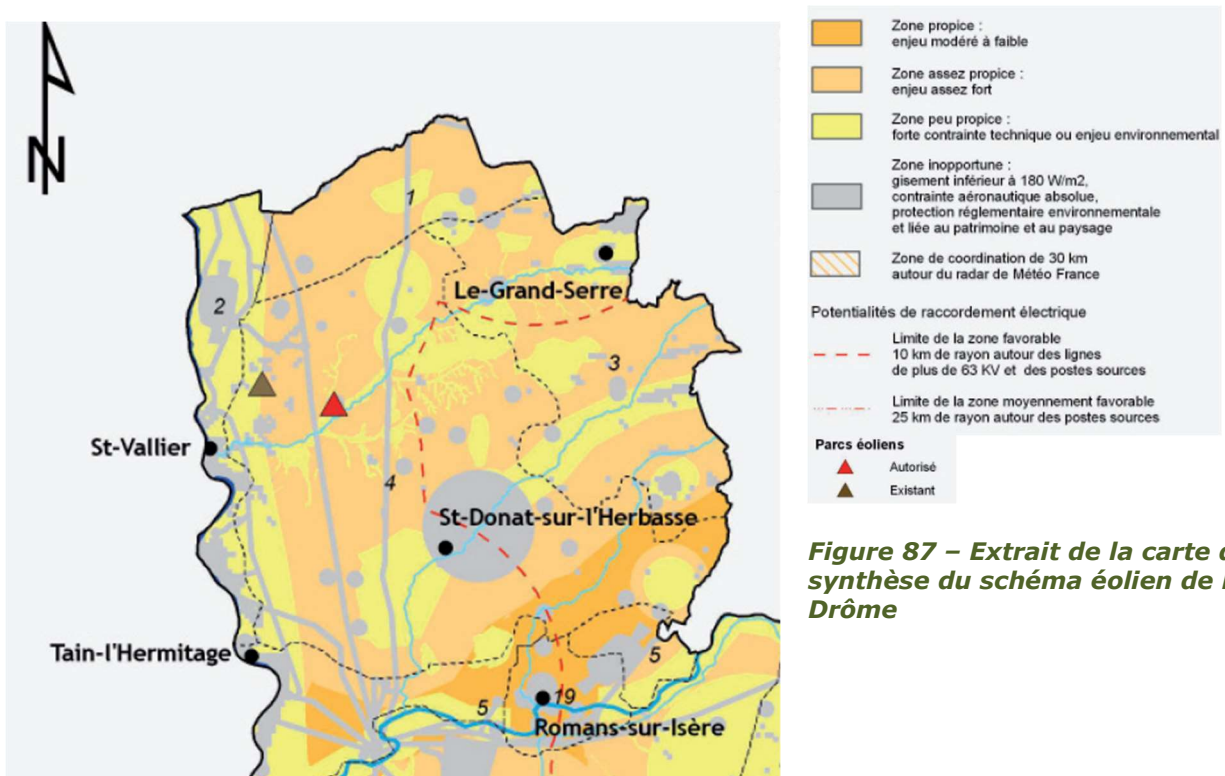 N
1
2
Le-Grand-Serre
3
St-Vallier
4
St-Donat-sur-l'Herbasse
Tain-l'Hermitage
5
5
19
Romans-sur-Isère
Zone propice :
enjeu modéré à faible
Zone assez propice :
enjeu assez fort
Zone peu propice :
forte contrainte technique ou enjeu environnemental
Zone inopportune :
gisement inférieur à 180 W/m2,
contrainte aéronautique absolue,
protection réglementaire environnementale
et liée au patrimoine et au paysage
Zone de coordination de 30 km
autour du radar de Météo France
Potentialités de raccordement électrique
Limite de la zone favorable
10 km de rayon autour des lignes
de plus de 63 KV et des postes sources
Limite de la zone moyennement favorable
25 km de rayon autour des postes sources
Parcs éoliens
Autorisé
Existant
Figure 87 – Extrait de la carte
synthèse du schéma éolien de
Drôme